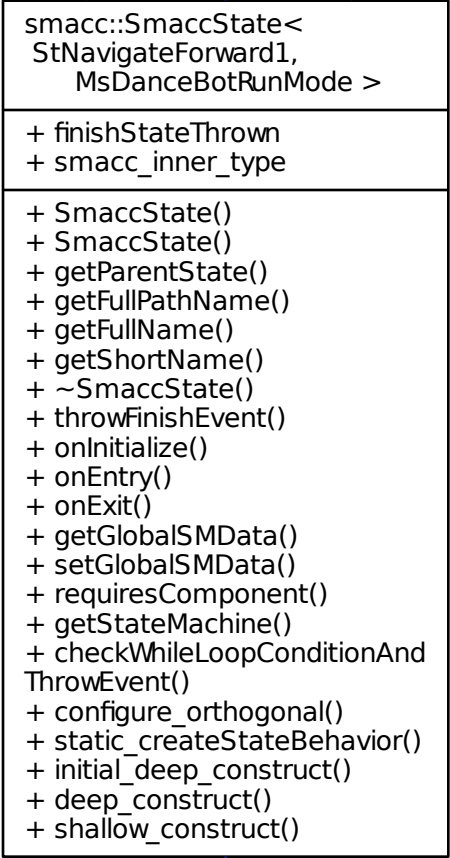 smacc::SmaccState<
StNavigateForward1,
MsDanceBotRunMode >
+ finishStateThrown
+ smacc_inner_type
+ SmaccState()
+ SmaccState()
+ getParentState()
+ getFullPathName()
+ getFullName()
+ getShortName()
+ ~SmaccState()
+ throwFinishEvent()
+ onInitialize()
+ onEntry()
+ onExit()
+ getGlobalSMData()
+ setGlobalSMData()
+ requiresComponent()
+ getStateMachine()
+ checkWhileLoopConditionAnd
ThrowEvent()
+ configure_orthogonal()
+ static_createStateBehavior()
+ initial_deep_construct()
+ deep_construct()
+ shallow_construct()